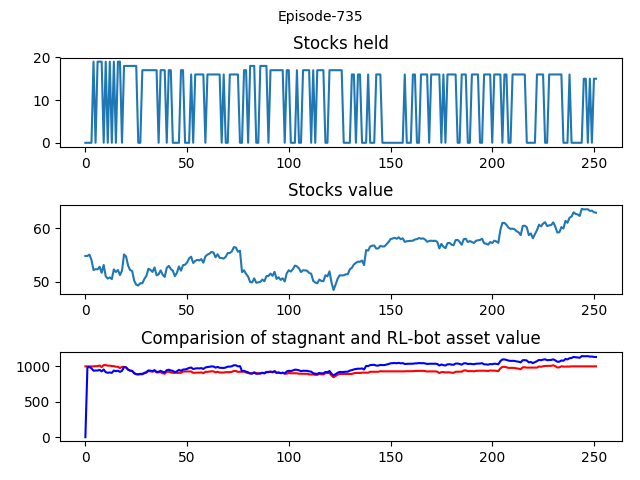 Episode-735
Stocks held
20
10
0
0 50 100 150 200 250
Stocks value
60
50
0 50 100 150 200 250
Comparision of stagnant and RL-bot asset value
1000
500
0
0 50 100 150 200 250